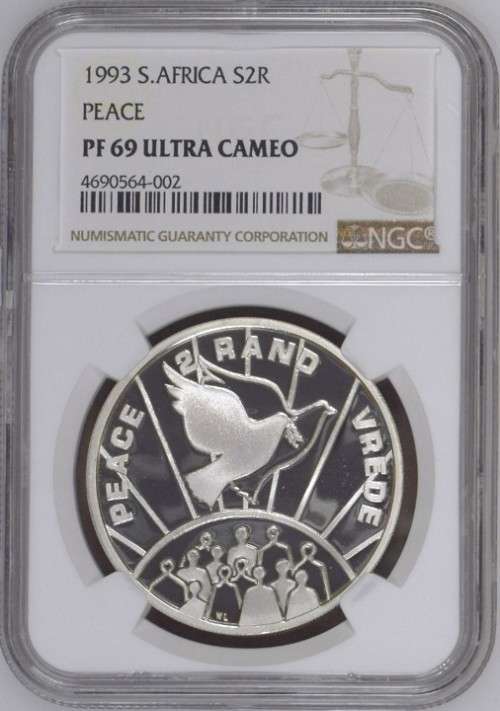 1993 S.AFRICA S2R
PEACE
PF 69 ULTRA CAMEO
4690564-002
NUMISMATIC GUARANTY CORPORATION
NGC®
PEACE 2 RAND VREDE